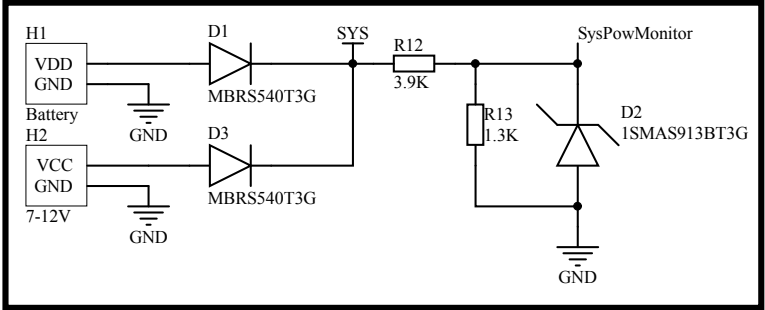 H1
VDD
GND
Battery
GND
D1
MBRS540T3G
SYS
R12
3.9K
SysPowMonitor
R13
1.3K
D2
1SMAS913BT3G
H2
VCC
GND
7-12V
GND
D3
MBRS540T3G
GND